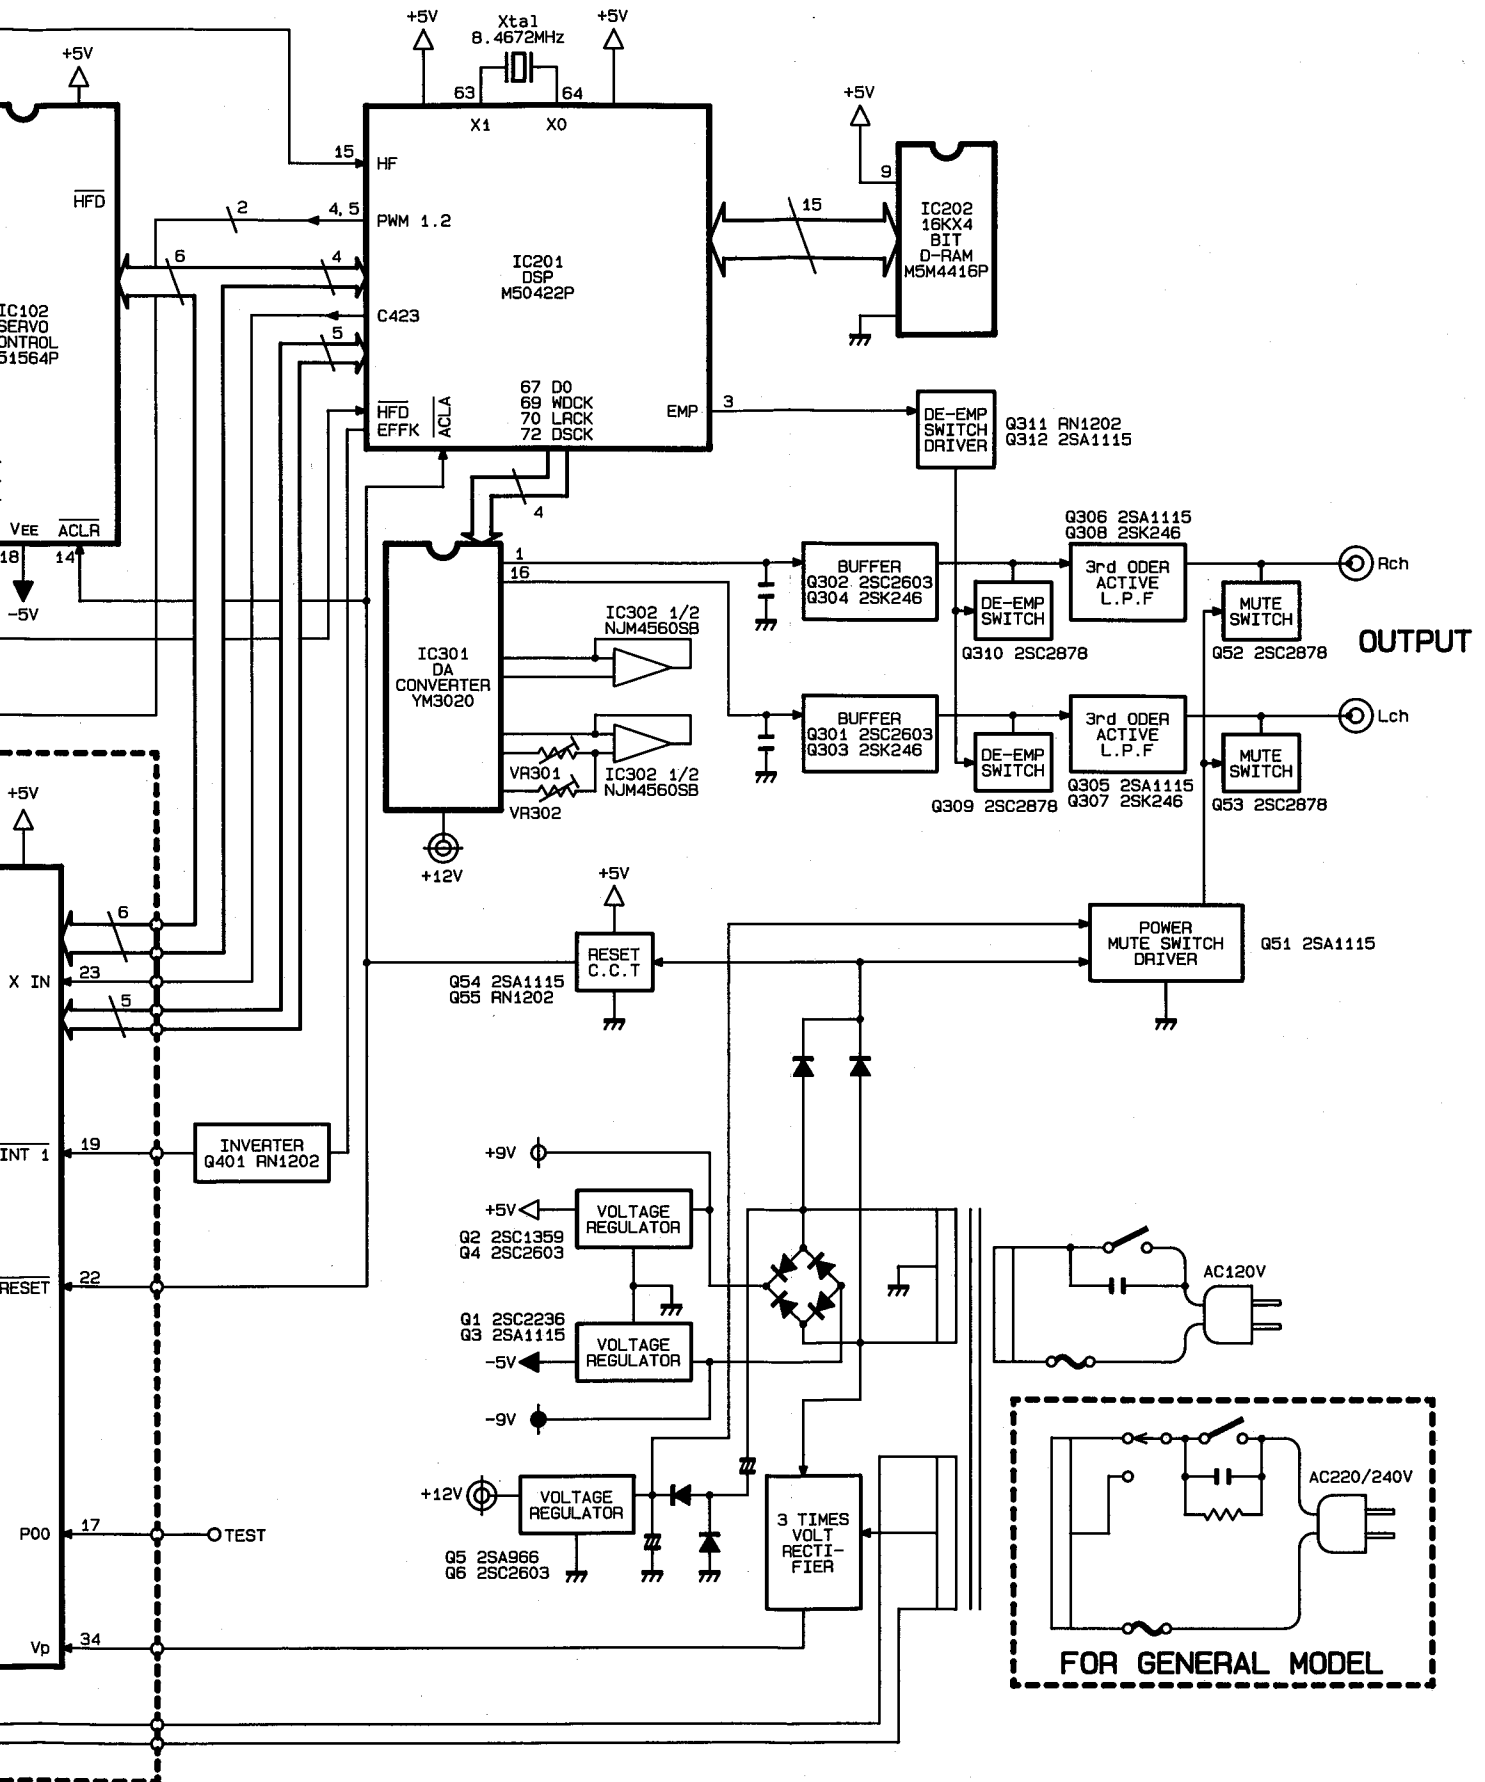 +5V
Xtal
8.4672MHz
+5V
+5V
63
64
X1
X0
+5V
15
HF
9
HFD
2
4, 5
PWM 1.2
15
IC202
16KX4
BIT
D-RAM
M5M4416P
6
4
IC201
DSP
M50422P
IC102
SERVO
ONTROL
51564P
C423
5
67 DO
69 WDCK
70 LRCK
72 DSCK
HFD
EFFK
ACLA
EMP
3
DE-EMP
SWITCH
DRIVER
Q311 RN1202
Q312 2SA1115
4
VEE
ACLR
18
14
-5V
1
16
BUFFER
Q302 2SC2603
Q304 2SK246
Q306 2SA1115
Q308 2SK246
3rd ODER
ACTIVE
L.P.F
Rch
DE-EMP
SWITCH
MUTE
SWITCH
IC302 1/2
NJM4560SB
Q310 2SC2878
Q52 2SC2878
OUTPUT
IC301
DA
CONVERTER
YM3020
BUFFER
Q301 2SC2603
Q303 2SK246
3rd ODER
ACTIVE
L.P.F
Lch
DE-EMP
SWITCH
MUTE
SWITCH
VR301
IC302 1/2
NJM4560SB
VR302
Q309 2SC2878
Q305 2SA1115
Q307 2SK246
Q53 2SC2878
+5V
+12V
+5V
6
RESET
C.C.T
POWER
MUTE SWITCH
DRIVER
Q51 2SA1115
X IN
23
Q54 2SA1115
Q55 RN1202
5
INT 1
19
INVERTER
Q401 RN1202
+9V
+5V
VOLTAGE
REGULATOR
Q2 2SC1359
Q4 2SC2603
AC120V
RESET
22
Q1 2SC2236
Q3 2SA1115
-5V
VOLTAGE
REGULATOR
-9V
AC220/240V
+12V
VOLTAGE
REGULATOR
3 TIMES
VOLT
RECTI-
FIER
P00
17
TEST
Q5 2SA966
Q6 2SC2603
Vp
34
FOR GENERAL MODEL